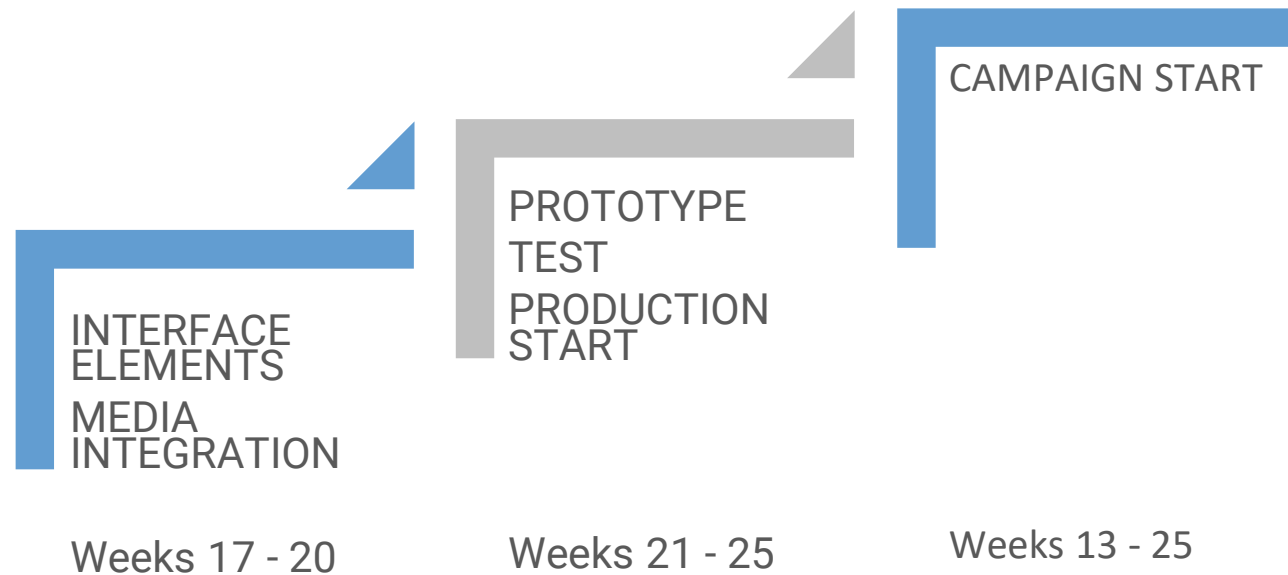 INTERFACE
ELEMENTS
MEDIA
INTEGRATION
Weeks 17 - 20
PROTOTYPE
TEST
PRODUCTION
START
Weeks 21 - 25
CAMPAIGN START
Weeks 13 - 25